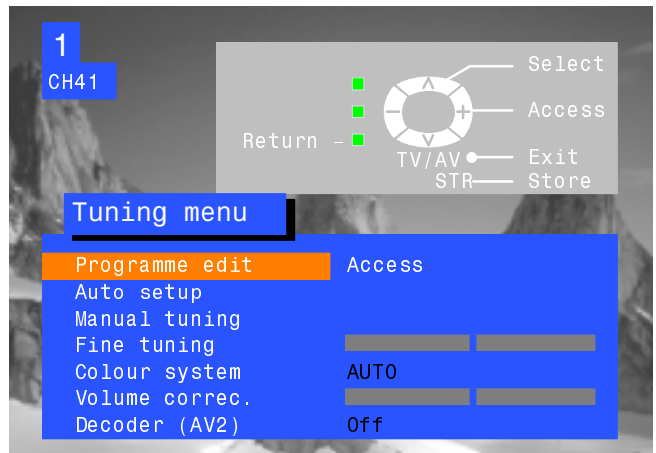 1
CH41
Select
Access
Return –
TV/AV Exit
STR Store
Tuning menu
Programme edit Access
Auto setup
Manual tuning
Fine tuning
Colour system AUTO
Volume correc.
Decoder (AV2) Off